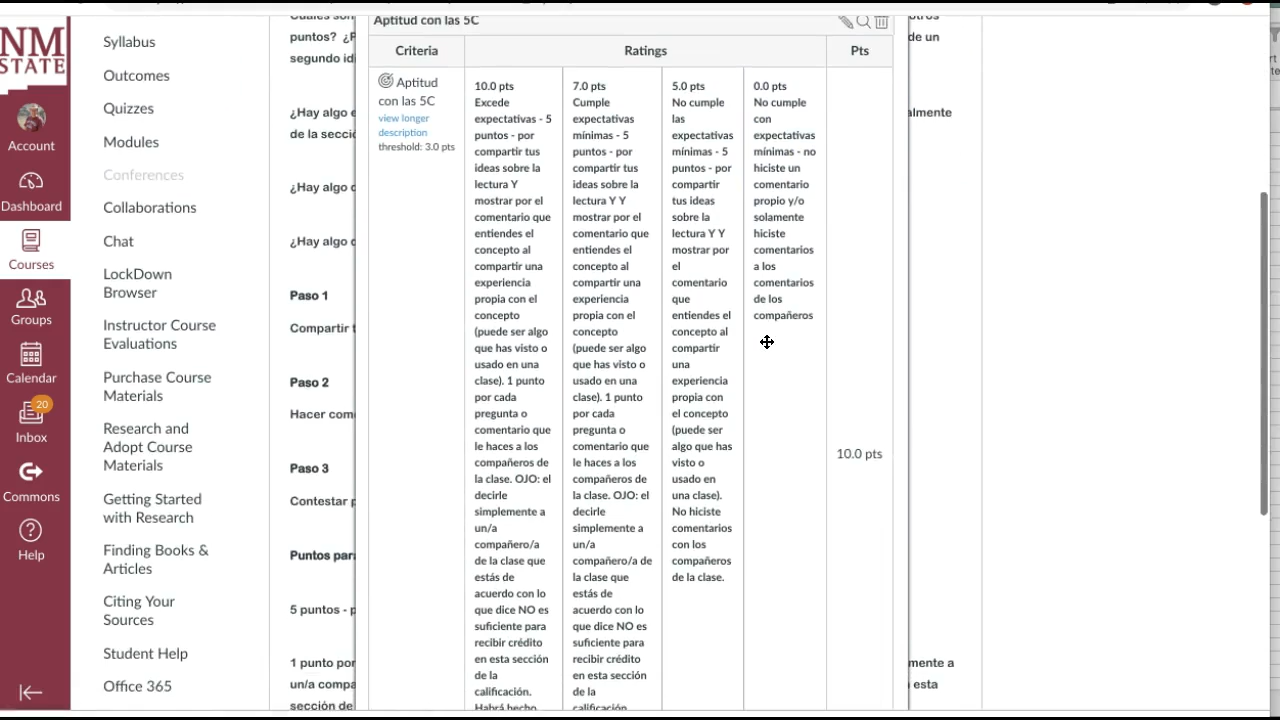 NM
STATE
Account
Dashboard
Courses
Groups
Calendar
20
Inbox
Commons
Help
Syllabus
Outcomes
Quizzes
Modules
Conferences
Collaborations
Chat
LockDown
Browser
Instructor Course
Evaluations
Purchase Course
Materials
Research and
Adopt Course
Materials
Getting Started
with Research
Finding Books &
Articles
Citing Your
Sources
Student Help
Office 365
puntos? ¿P
segundo idi
¿Hay algo e
de la secció
¿Hay algo d
¿Hay algo d
Paso 1
Compartir t
Paso 2
Hacer com
Paso 3
Contestar p
Puntos para
5 puntos - p
1 punto por
un/a compa
sección de
Aptitud con las 5C
Criteria
Ratings
Pts
Aptitud
con las 5C
view longer
description
threshold: 3.0 pts
10.0 pts
Excede
expectativas - 5
puntos - por
compartir tus
ideas sobre la
lectura Y
mostrar por el
comentario que
entiendes el
concepto al
compartir una
experiencia
propia con el
concepto
(puede ser algo
que has visto o
usado en una
clase). 1 punto
por cada
pregunta o
comentario que
le haces a los
compañeros de
la clase. OJO: el
decirle
simplemente a
un/a
compañero/a
de la clase que
estás de
acuerdo con lo
que dice NO es
suficiente para
recibir crédito
en esta sección
de la
calificación.
Habrá hecho
7.0 pts
Cumple
expectativas
mínimas - 5
puntos - por
compartir tus
ideas sobre la
lectura Y Y
mostrar por el
comentario que
entiendes el
concepto al
compartir una
experiencia
propia con el
concepto
(puede ser algo
que has visto o
usado en una
clase). 1 punto
por cada
pregunta o
comentario que
le haces a los
compañeros de
la clase. OJO: el
decirle
simplemente a
un/a
compañero/a de
la clase que
estás de
acuerdo con lo
que dice NO es
suficiente para
recibir crédito
en esta sección
de la
calificación
5.0 pts
No cumple
las
expectativas
mínimas - 5
puntos - por
compartir
tus ideas
sobre la
lectura Y Y
mostrar por
el
comentario
que
entiendes el
concepto al
compartir
una
experiencia
propia con
el concepto
(puede ser
algo que has
visto o
usado en
una clase).
No hiciste
comentarios
con los
compañeros
de la clase.
0.0 pts
No cumple
con
expectativas
mínimas - no
hiciste un
comentario
propio y/o
solamente
hiciste
comentarios
a los
comentarios
de los
compañeros
10.0 pts
otros
de un
almente
mente a
esta